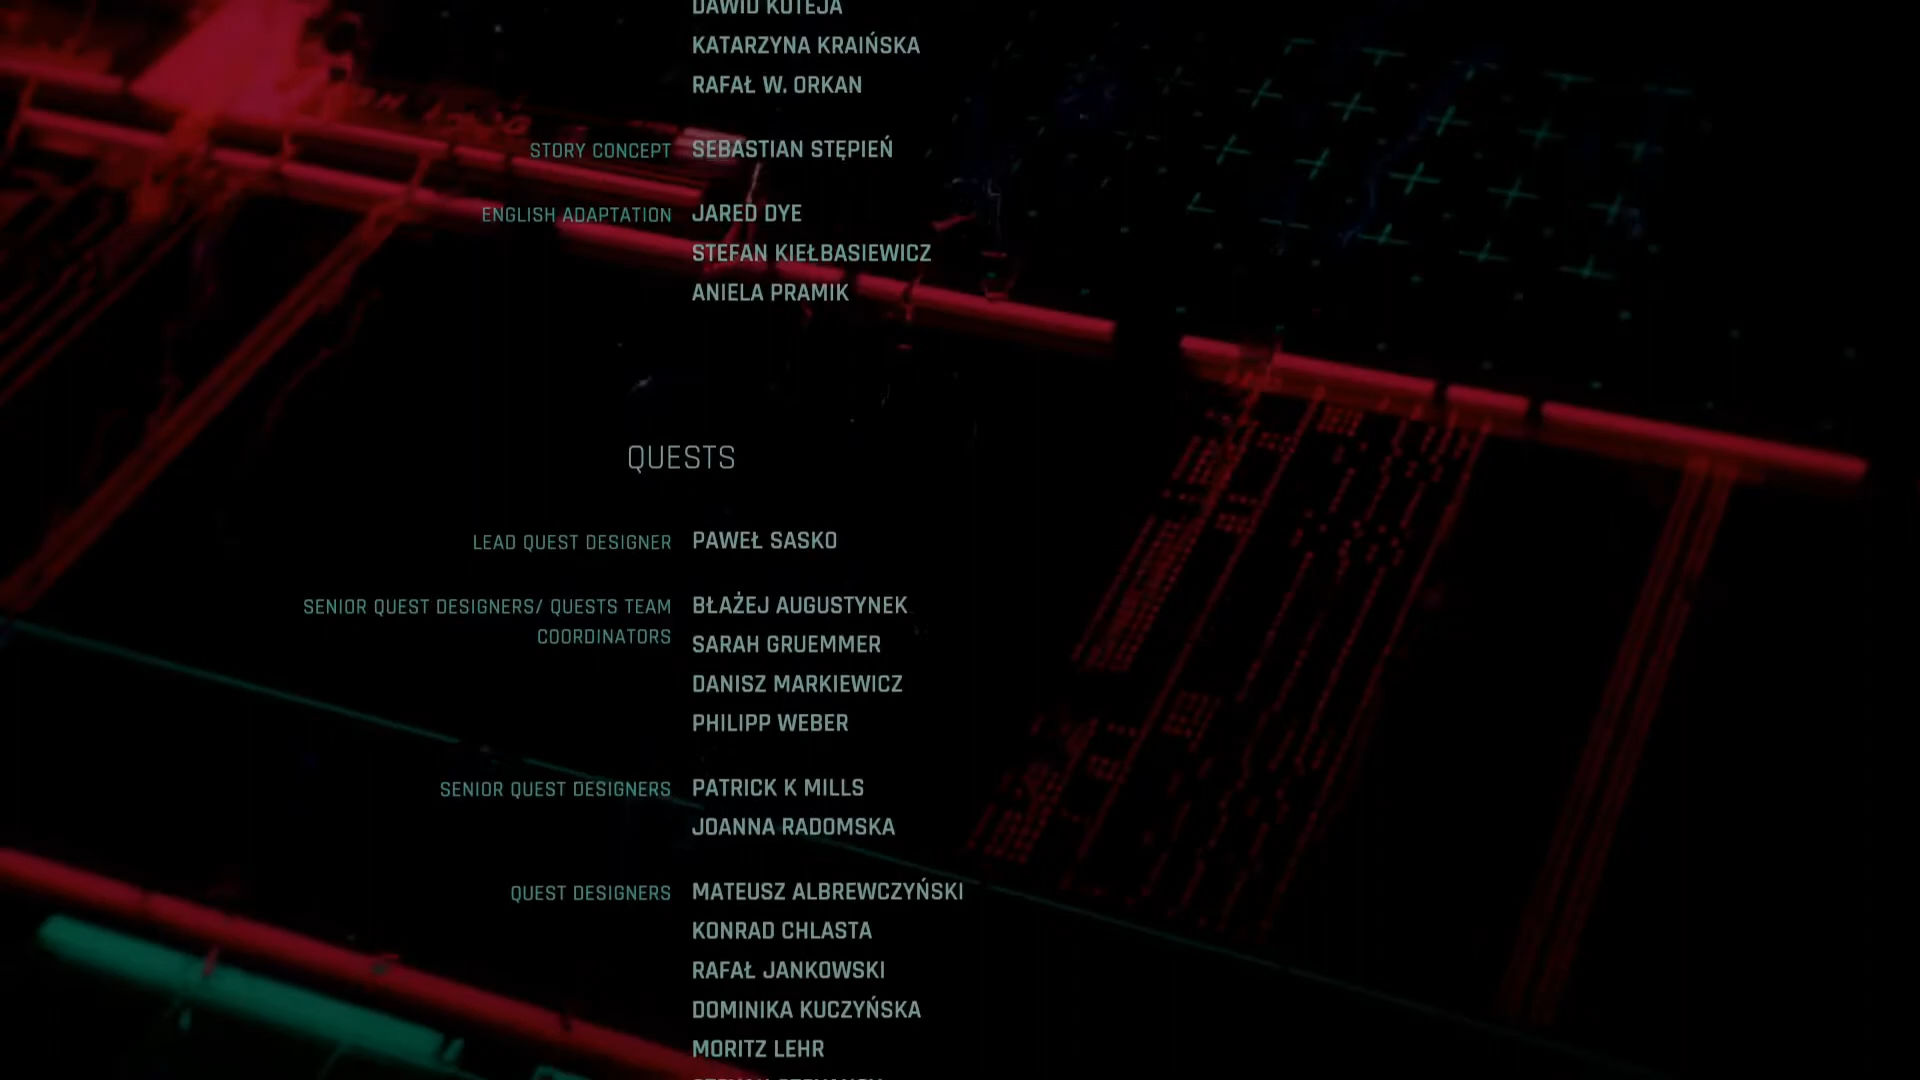 DAWID KUTEJA
KATARZYNA KRAIŃSKA
RAFAŁ W. ORKAN
STORY CONCEPT SEBASTIAN STĘPIEŃ
ENGLISH ADAPTATION JARED DYE
STEFAN KIEŁBASIEWICZ
ANIELA PRAMIK
QUESTS
LEAD QUEST DESIGNER PAWEŁ SASKO
SENIOR QUEST DESIGNERS/ QUESTS TEAM BŁAŻEJ AUGUSTYNEK
COORDINATORS SARAH GRUEMMER
DANISZ MARKIEWICZ
PHILIPP WEBER
SENIOR QUEST DESIGNERS PATRICK K MILLS
JOANNA RADOMSKA
QUEST DESIGNERS MATEUSZ ALBREWCZYŃSKI
KONRAD CHLASTA
RAFAŁ JANKOWSKI
DOMINIKA KUCZYŃSKA
MORITZ LEHR